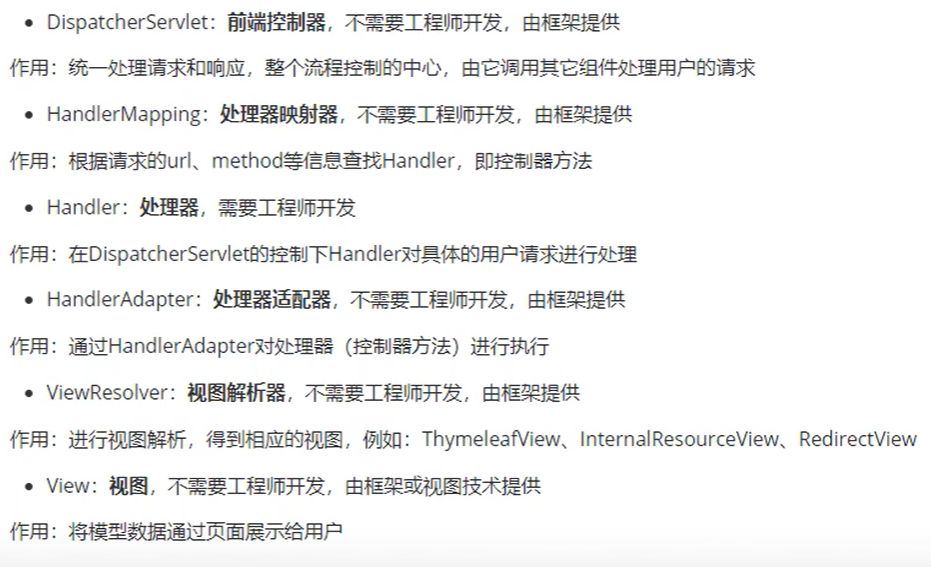 • DispatcherServlet：前端控制器，不需要工程师开发，由框架提供
作用：统一处理请求和响应，整个流程控制的中心，由它调用其它组件处理用户的请求
• HandlerMapping：处理器映射器，不需要工程师开发，由框架提供
作用：根据请求的url、method等信息查找Handler，即控制器方法
• Handler：处理器，需要工程师开发
作用：在DispatcherServlet的控制下Handler对具体的用户请求进行处理
• HandlerAdapter：处理器适配器，不需要工程师开发，由框架提供
作用：通过HandlerAdapter对处理器（控制器方法）进行执行
• ViewResolver：视图解析器，不需要工程师开发，由框架提供
作用：进行视图解析，得到相应的视图，例如：ThymeleafView、InternalResourceView、RedirectView
• View：视图，不需要工程师开发，由框架或视图技术提供
作用：将模型数据通过页面展示给用户